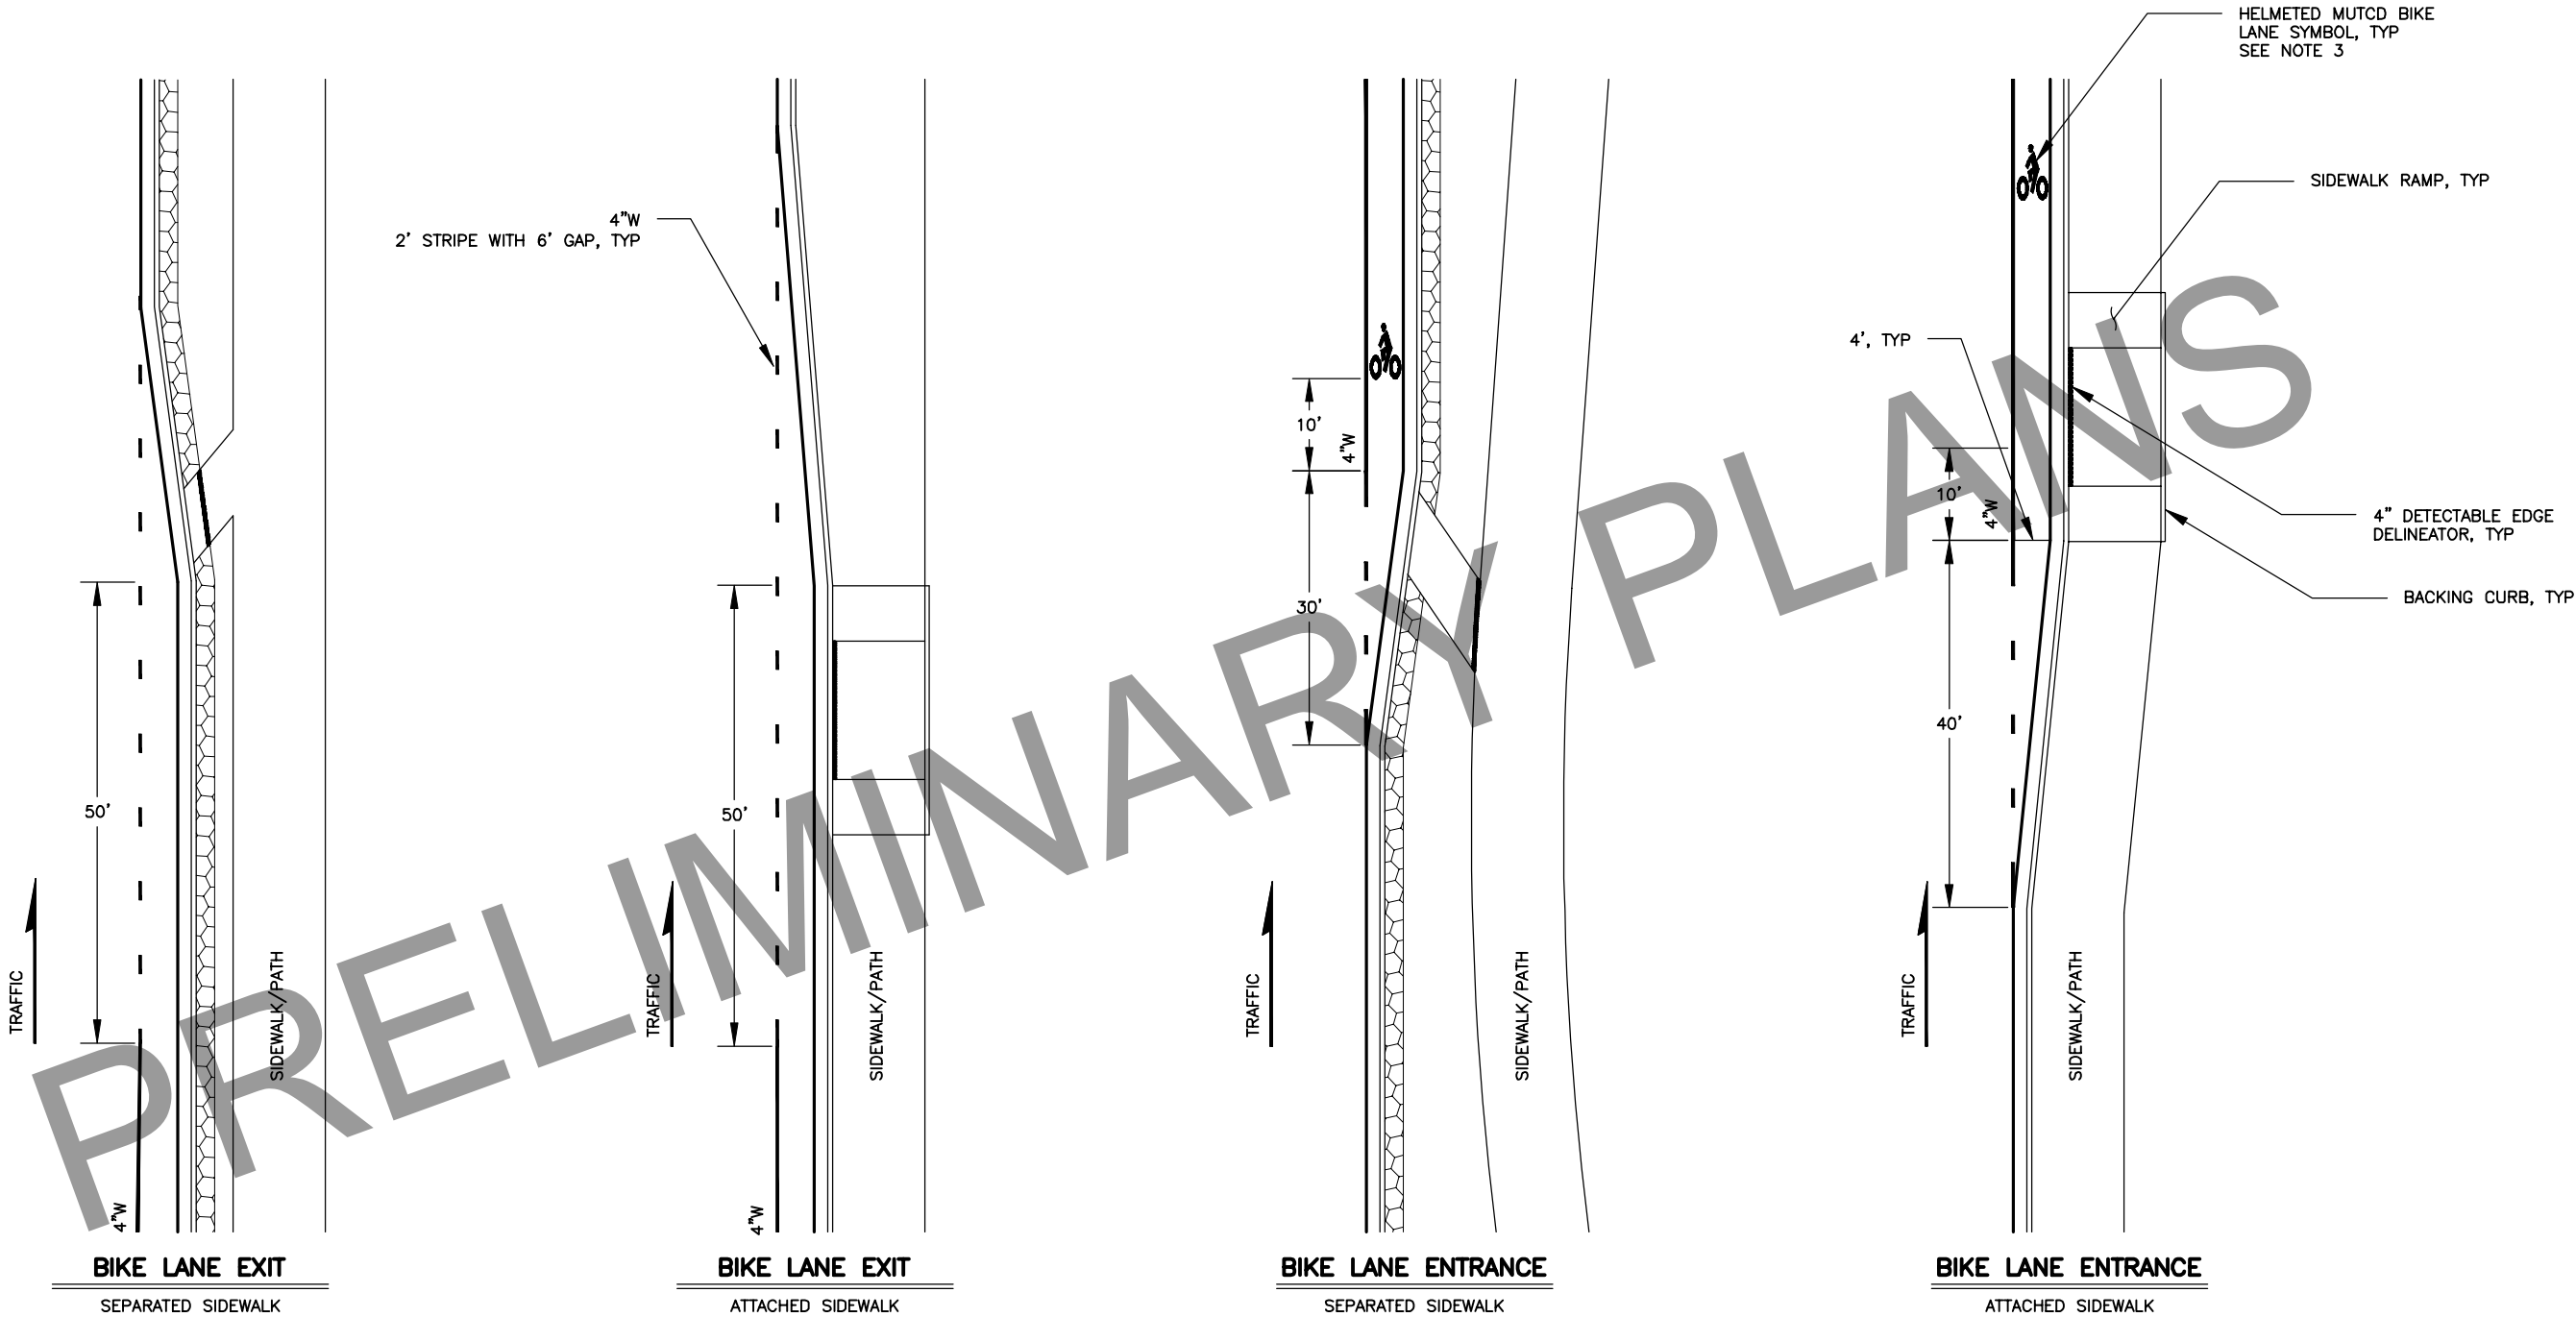 HELMETED MUTCD BIKE
LANE SYMBOL, TYP
SEE NOTE 3
SIDEWALK RAMP, TYP
4"W
2' STRIPE WITH 6' GAP, TYP
4', TYP
10'
4"W
10'
4"W
4" DETECTABLE EDGE
DELINEATOR, TYP
BACKING CURB, TYP
30'
40'
50'
50'
TRAFFIC
SIDEWALK/PATH
TRAFFIC
SIDEWALK/PATH
TRAFFIC
SIDEWALK/PATH
TRAFFIC
SIDEWALK/PATH
4"W
4"W
PRELIMINARY PLANS
BIKE LANE EXIT
SEPARATED SIDEWALK
BIKE LANE EXIT
ATTACHED SIDEWALK
BIKE LANE ENTRANCE
SEPARATED SIDEWALK
BIKE LANE ENTRANCE
ATTACHED SIDEWALK